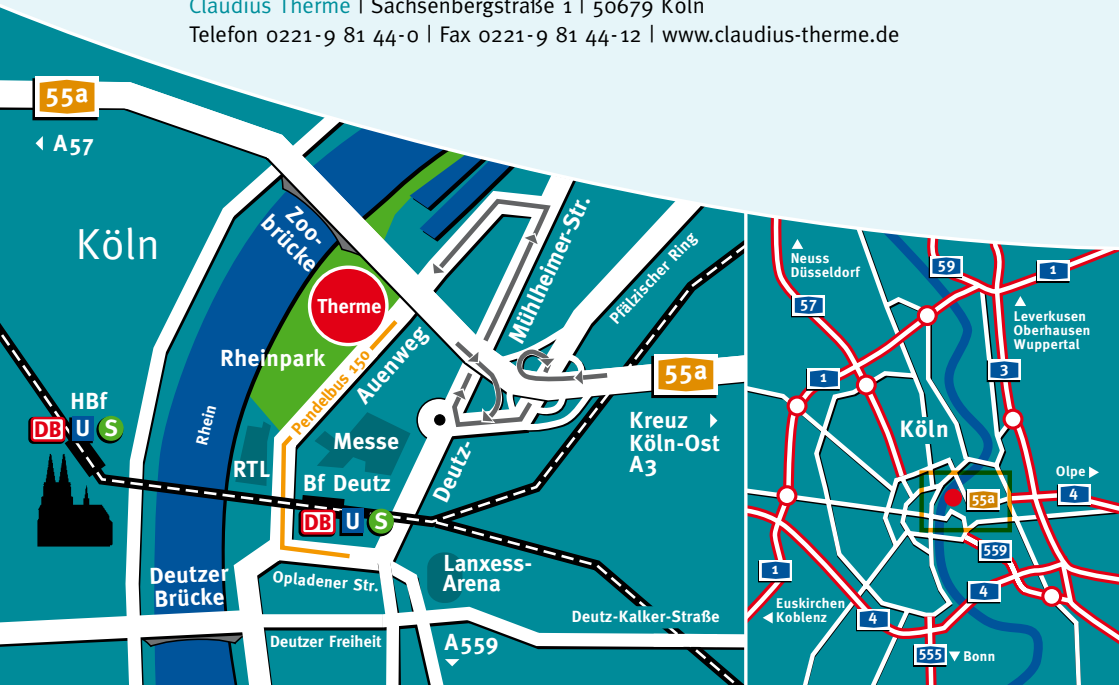 Claudius Therme | Sachsenbergstraße 1 | 50679 Köln
Telefon 0221-9 81 44-0 | Fax 0221-9 81 44-12 | www.claudius-therme.de
55a
A57
Köln
Zoo-
brücke
Therme
Rheinpark
Rhein
Pendelbus 150
Auenweg
Mühlheimer-Str.
Pfälzischer Ring
55a
Kreuz
Köln-Ost
A3
HBf
DB U S
RTL
Messe
Bf Deutz
DB U S
Deutz-
Deutzer
Brücke
Opladener Str.
Lanxess-
Arena
Deutz-Kalker-Straße
Deutzer Freiheit
A559
Neuss
Düsseldorf
59
1
57
Leverkusen
Oberhausen
Wuppertal
3
1
Köln
Olpe
55a
4
559
1
4
Euskirchen
Koblenz
4
555
Bonn